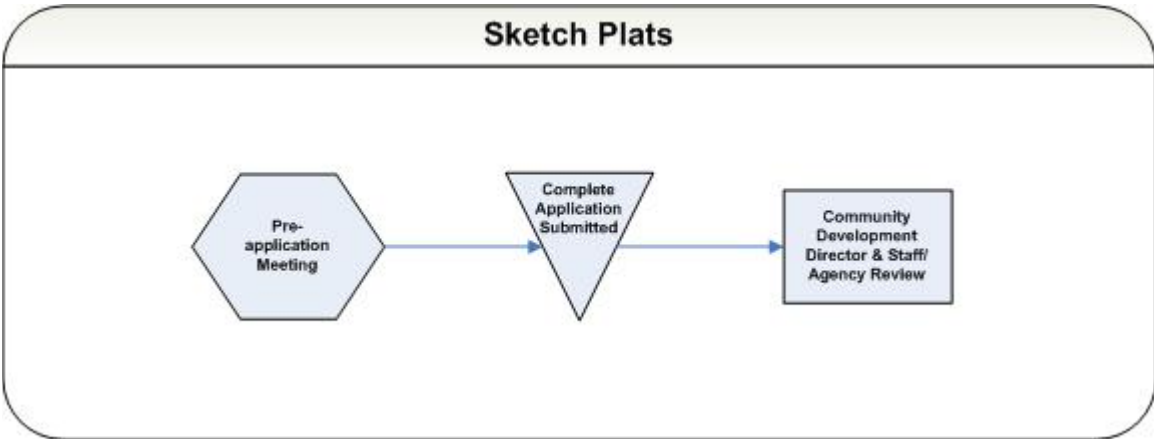 Sketch Plats
Pre-
application
Meeting
Complete
Application
Submitted
Community
Development
Director & Staff/
Agency Review